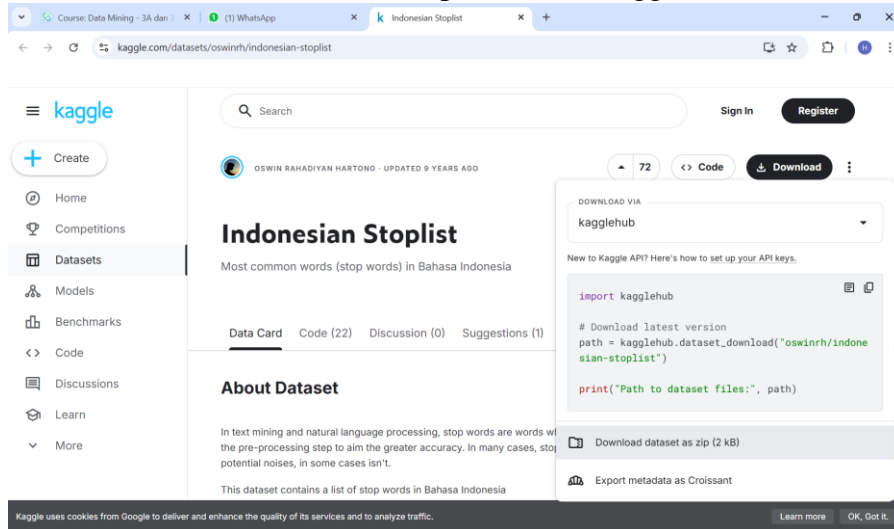 Course: Data Mining - 3A dan
(1) WhatsApp
Indonesian Stoplist
kaggle.com/datasets/oswinrh/indonesian-stoplist
H
kaggle
Search
Sign In
Register
Create
OSWIN RAHADIYAN HARTONO · UPDATED 9 YEARS AGO
72
<> Code
Download
Home
Competitions
Datasets
Models
Benchmarks
Code
Discussions
Learn
More
Indonesian Stoplist
Most common words (stop words) in Bahasa Indonesia
Data Card
Code (22)
Discussion (0)
Suggestions (1)
About Dataset
In text mining and natural language processing, stop words are words
the pre-processing step to aim the greater accuracy. In many cases,
potential noises, in some cases isn't.
This dataset contains a list of stop words in Bahasa Indonesia
DOWNLOAD VIA
kagglehub
New to Kaggle API? Here's how to set up your API keys.
import kagglehub
# Download latest version
path = kagglehub.dataset_download("oswinrh/indone
sian-stoplist")
print("Path to dataset files:", path)
Download dataset as zip (2 kB)
Export metadata as Croissant
Kaggle uses cookies from Google to deliver and enhance the quality of its services and to analyze traffic.
Learn more
OK, Got it.